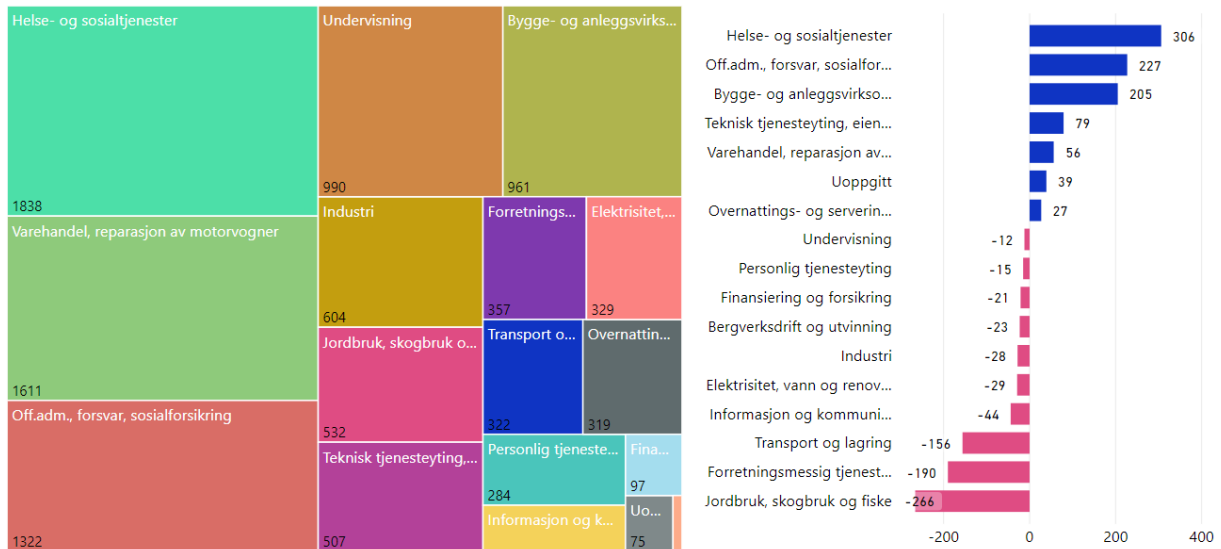 Helse- og sosialtjenester
1838
Varehandel, reparasjon av motorvogner
1611
Off.adm., forsvar, sosialforsikring
1322
Undervisning
990
Bygge- og anleggsvirks...
961
Industri
604
Forretnings...
357
Elektrisitet,...
329
Jordbruk, skogbruk o...
532
Transport o...
322
Overnattin...
319
Teknisk tjenesteyting,...
507
Personlig tjeneste...
284
Fina...
97
Informasjon og k...
Uo...
75
Helse- og sosialtjenester 306
Off.adm., forsvar, sosialfor... 227
Bygge- og anleggsvirkso... 205
Teknisk tjenesteyting, eien... 79
Varehandel, reparasjon av... 56
Uoppgitt 39
Overnattings- og serverin... 27
Undervisning -12
Personlig tjenesteyting -15
Finansiering og forsikring -21
Bergverksdrift og utvinning -23
Industri -28
Elektrisitet, vann og renov... -29
Informasjon og kommuni... -44
Transport og lagring -156
Forretningsmessig tjenest... -190
Jordbruk, skogbruk og fiske -266
-200 0 200 400